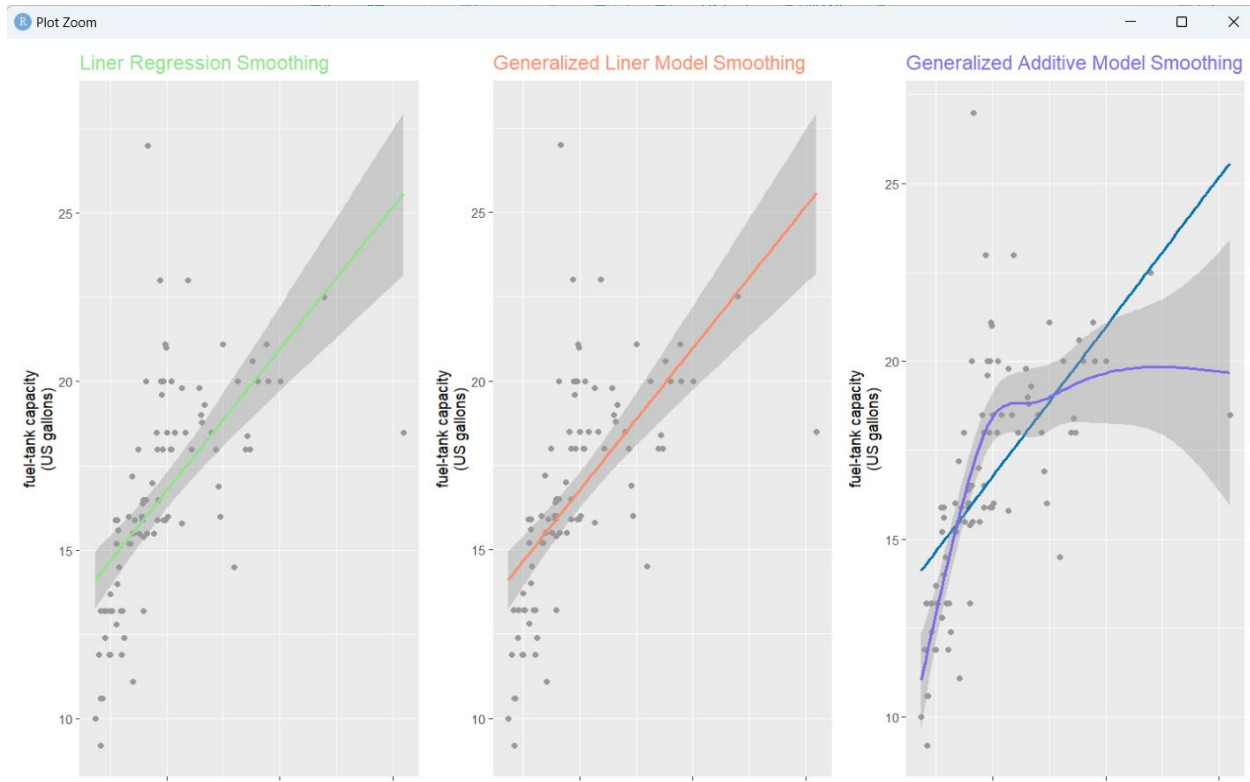 R Plot Zoom
Liner Regression Smoothing
25
20
15
10
fuel-tank capacity
(US gallons)
Generalized Liner Model Smoothing
25
20
15
10
fuel-tank capacity
(US gallons)
Generalized Additive Model Smoothing
25
20
15
10
fuel-tank capacity
(US gallons)